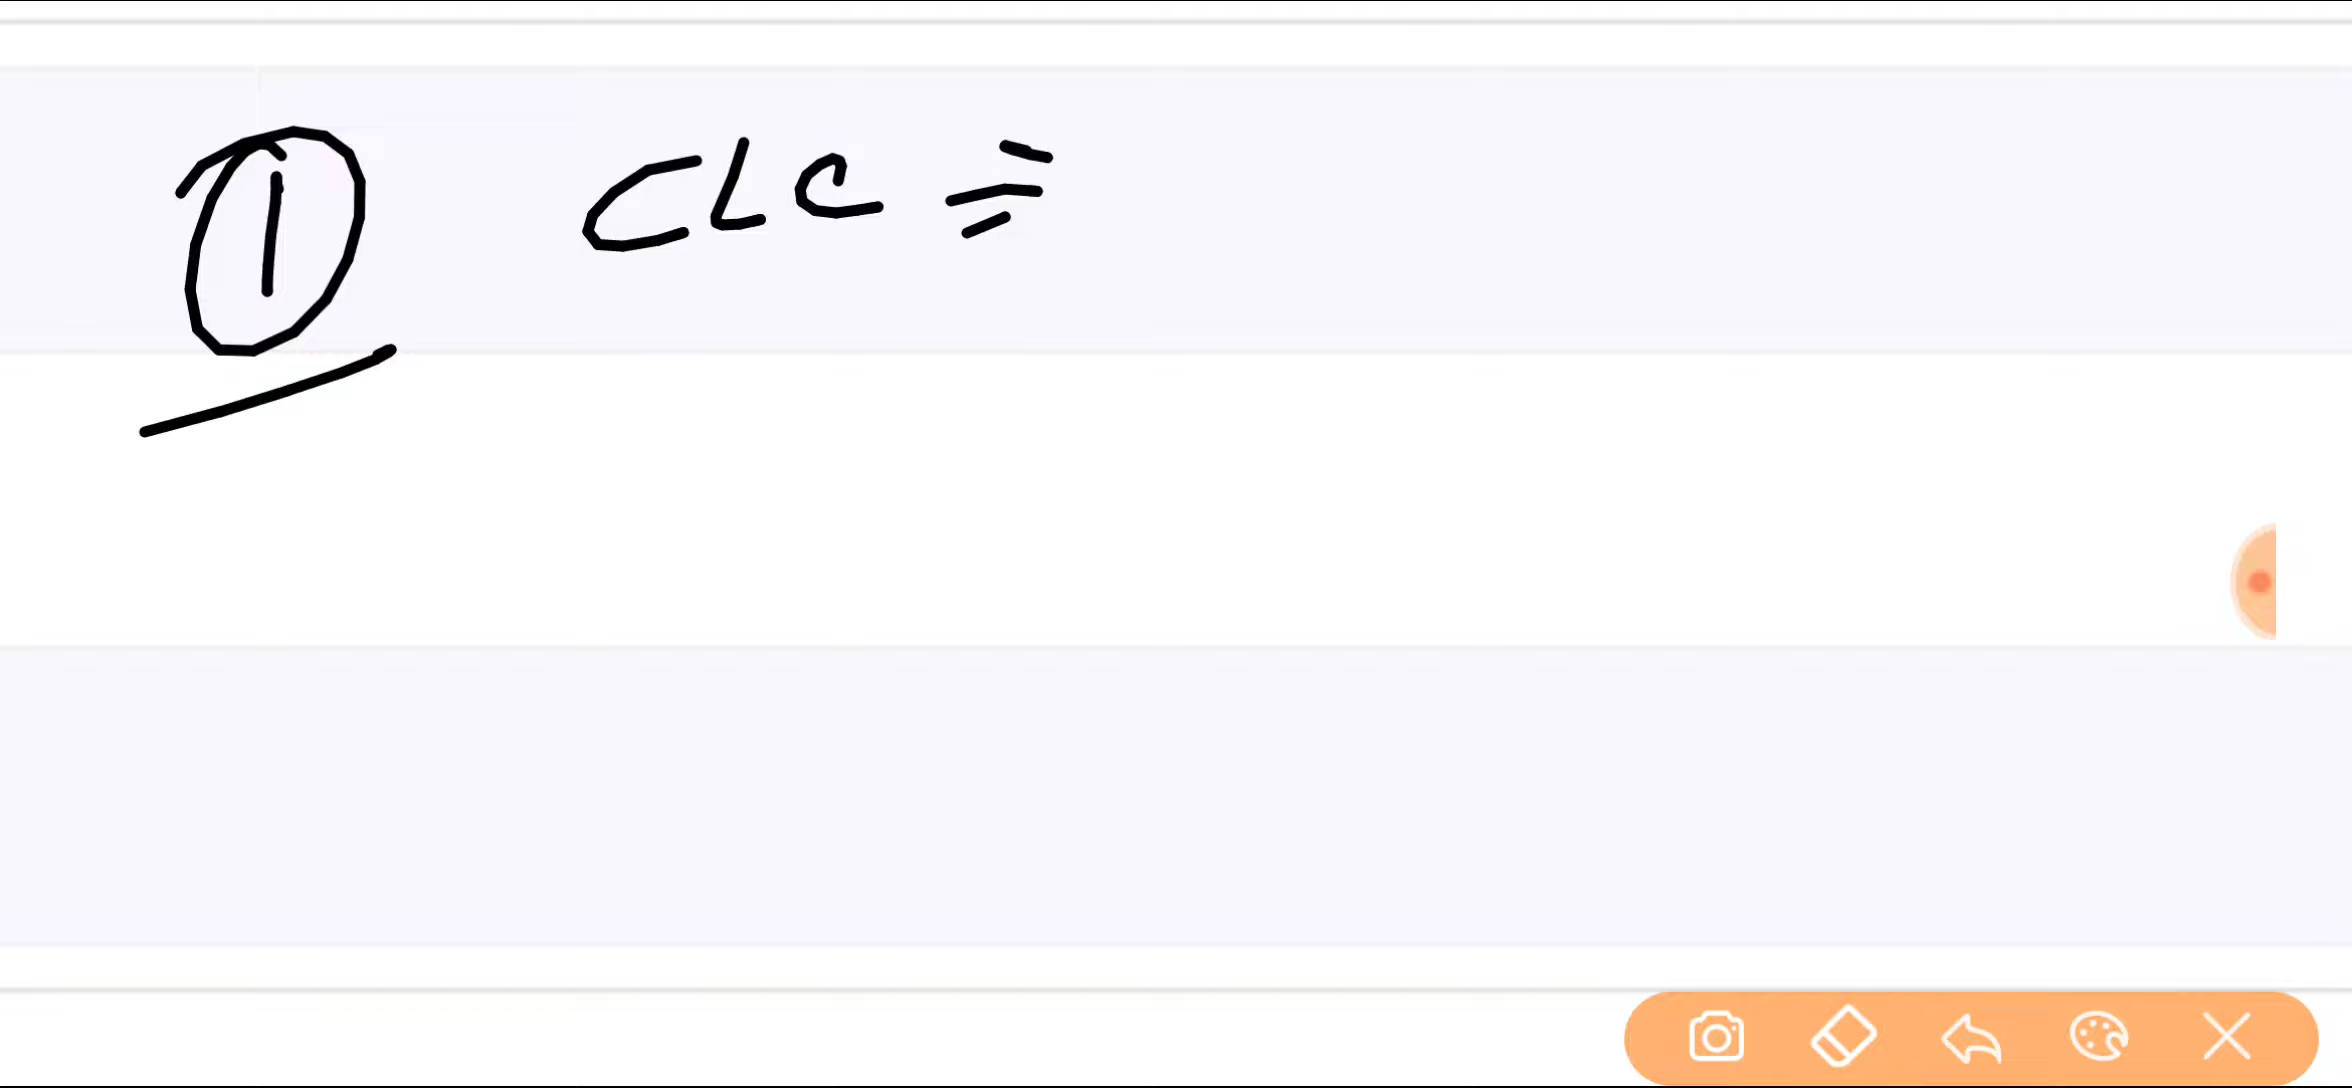 ① CLC =